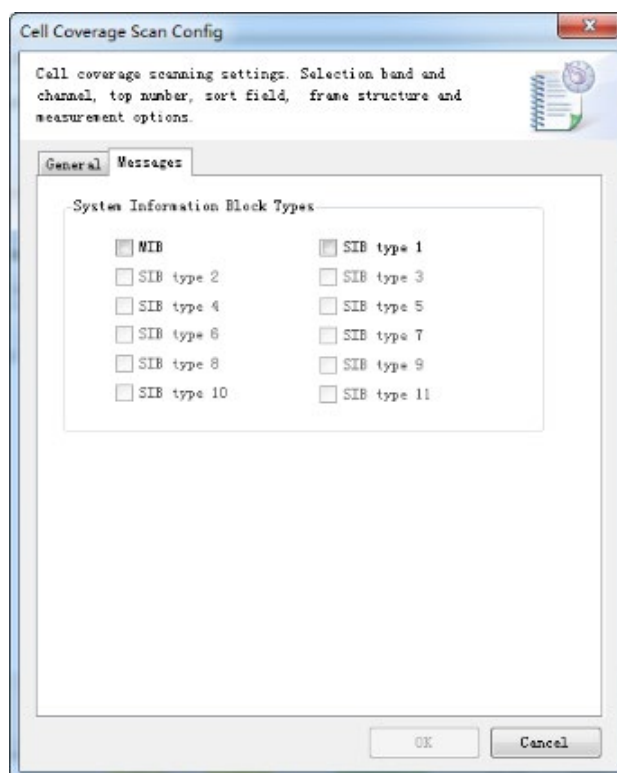 Cell Coverage Scan Config
Cell coverage scanning settings. Selection band and
channel, top number, sort field, frame structure and
measurement options.
General Messages
System Information Block Types
MIB SIB type 1
SIB type 2 SIB type 3
SIB type 4 SIB type 5
SIB type 6 SIB type 7
SIB type 8 SIB type 9
SIB type 10 SIB type 11
OK Cancel